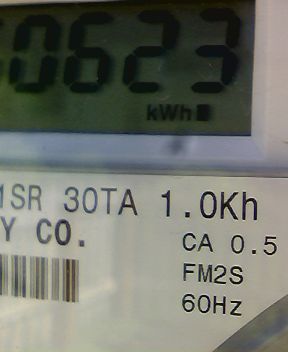 0623
kWh
1SR 30TA 1.0Kh
Y CO.
CA 0.5
FM2S
60Hz